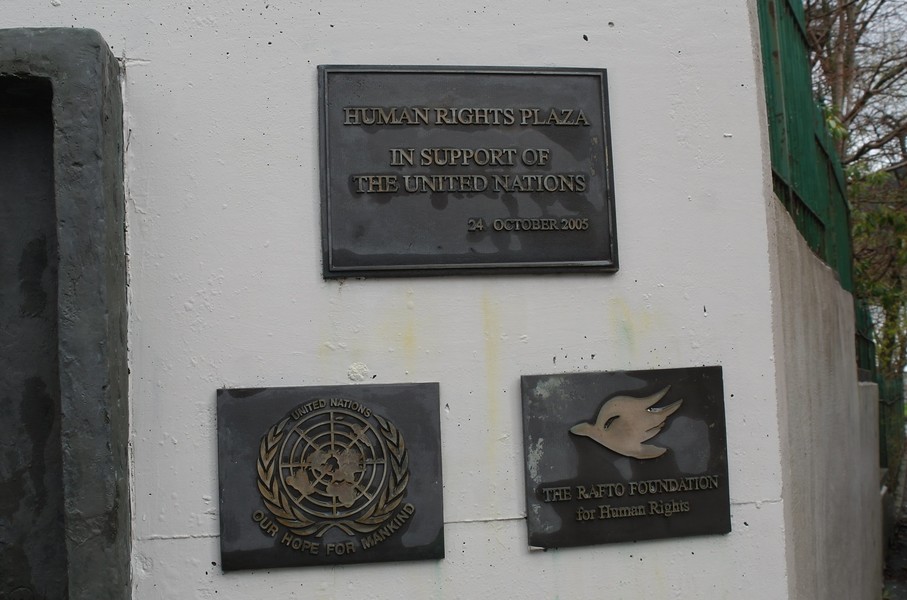 HUMAN RIGHTS PLAZA
IN SUPPORT OF
THE UNITED NATIONS
24 OCTOBER 2005
UNITED NATIONS
OUR HOPE FOR MANKIND
THE RAFTO FOUNDATION
for Human Rights